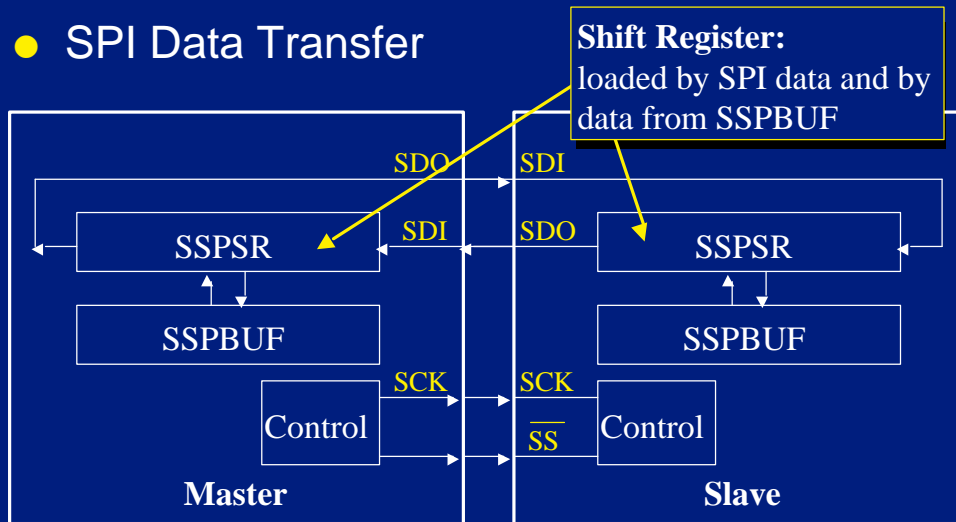 SPI Data Transfer
Shift Register:
loaded by SPI data and by
data from SSPBUF
SDO SDI
SSPSR SDI SDO SSPSR
SSPBUF SSPBUF
SCK SCK
Control SS Control
Master Slave